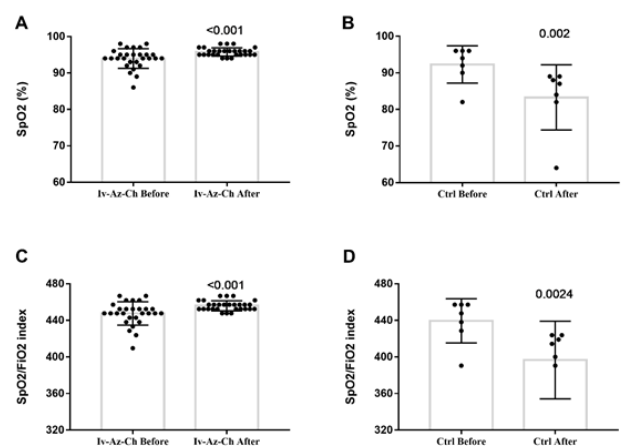 A
<0.001
SpO2 (%)
100
90
80
70
60
Iv-Az-Ch Before
Iv-Az-Ch After
B
0.002
SpO2 (%)
100
90
80
70
60
Ctrl Before
Ctrl After
C
<0.001
SpO2/FiO2 index
480
440
400
360
320
Iv-Az-Ch Before
Iv-Az-Ch After
D
0.0024
SpO2/FiO2 index
480
440
400
360
320
Ctrl Before
Ctrl After